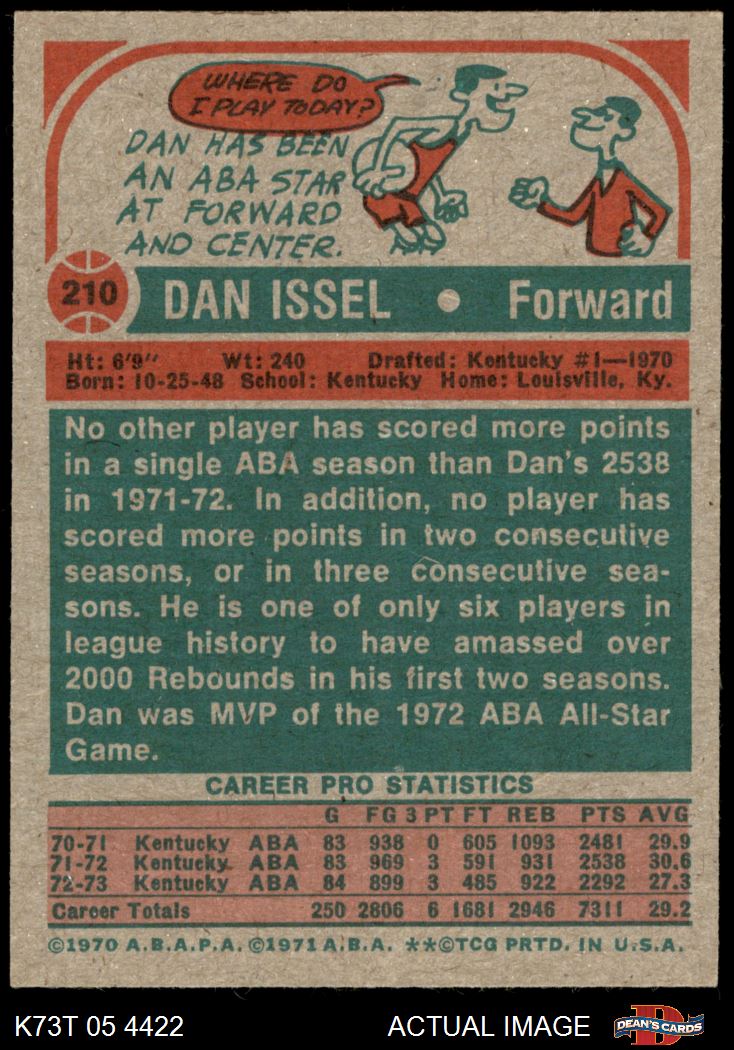 WHERE DO
I PLAY TODAY?
DAN HAS BEEN
AN ABA STAR
AT FORWARD
AND CENTER.
210 DAN ISSEL • Forward
Ht: 6'9" Wt: 240 Drafted: Kentucky #1—1970
Born: 10-25-48 School: Kentucky Home: Louisville, Ky.
No other player has scored more points
in a single ABA season than Dan's 2538
in 1971-72. In addition, no player has
scored more points in two consecutive
seasons, or in three consecutive sea-
sons. He is one of only six players in
league history to have amassed over
2000 Rebounds in his first two seasons.
Dan was MVP of the 1972 ABA All-Star
Game.
CAREER PRO STATISTICS
G FG 3 PT FT REB PTS AVG
70-71 Kentucky ABA 83 938 0 605 1093 2481 29.9
71-72 Kentucky ABA 83 969 3 591 931 2538 30.6
72-73 Kentucky ABA 84 899 3 485 922 2292 27.3
Career Totals 250 2806 6 1681 2946 7311 29.2
©1970 A.B.A.P.A. ©1971 A.B.A. **©TCG PRTD. IN U.S.A.
K73T 05 4422 ACTUAL IMAGE D DEAN'S CARDS